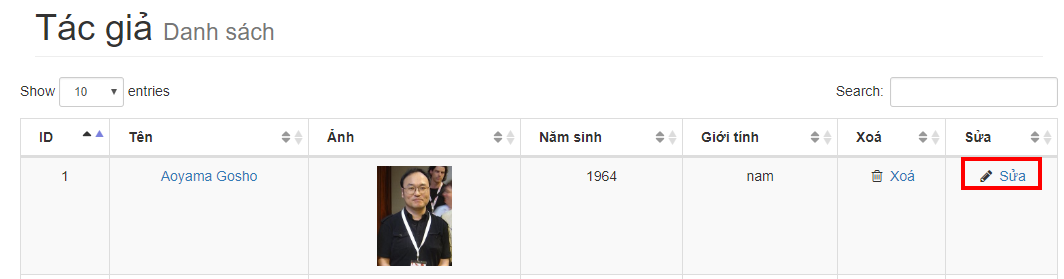 Tác giả Danh sách
Show 10 entries Search:
ID Tên Ảnh Năm sinh Giới tính Xoá Sửa
1 Aoyama Gosho 1964 nam Xoá Sửa